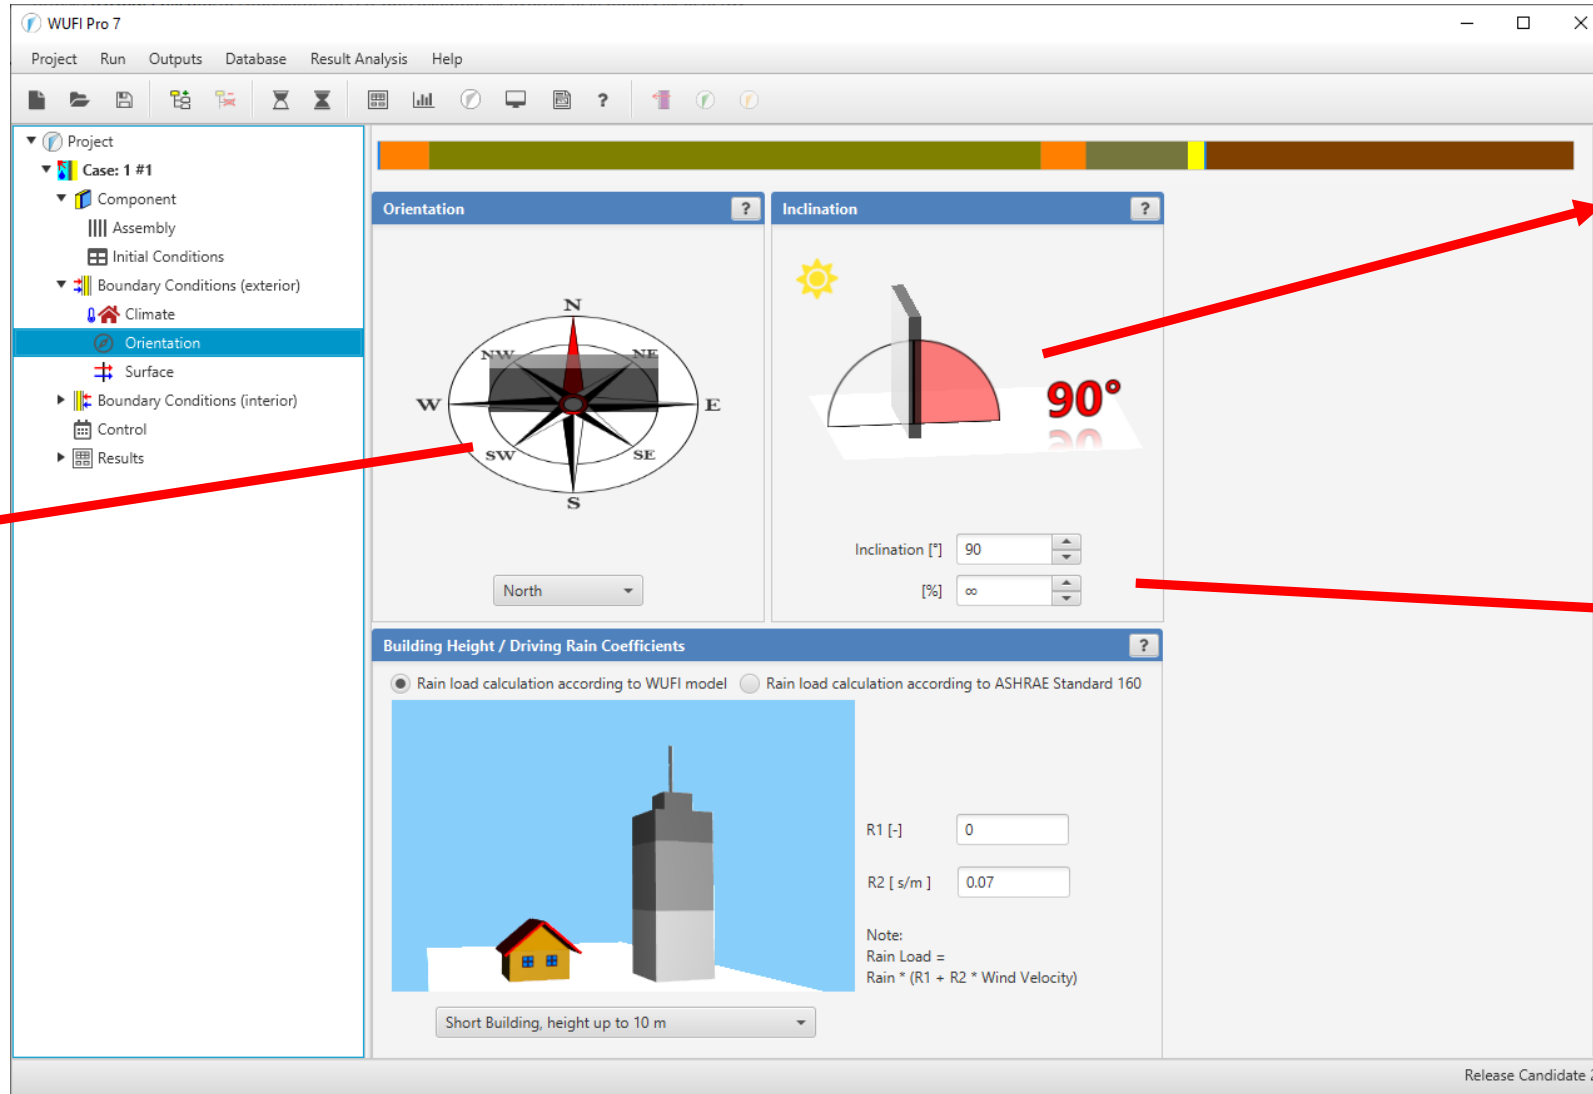 WUFI Pro 7
Project Run Outputs Database Result Analysis Help
?
Project
Case: 1 #1
Component
Assembly
Initial Conditions
Boundary Conditions (exterior)
Climate
Orientation
Surface
Boundary Conditions (interior)
Control
Results
Orientation ?
N
NW NE
W E
SW SE
S
North
Inclination ?
90°
Inclination [°] 90
[%] ∞
Building Height / Driving Rain Coefficients ?
Rain load calculation according to WUFI model Rain load calculation according to ASHRAE Standard 160
R1 [-] 0
R2 [ s/m ] 0.07
Note:
Rain Load =
Rain * (R1 + R2 * Wind Velocity)
Short Building, height up to 10 m
Release Candidate